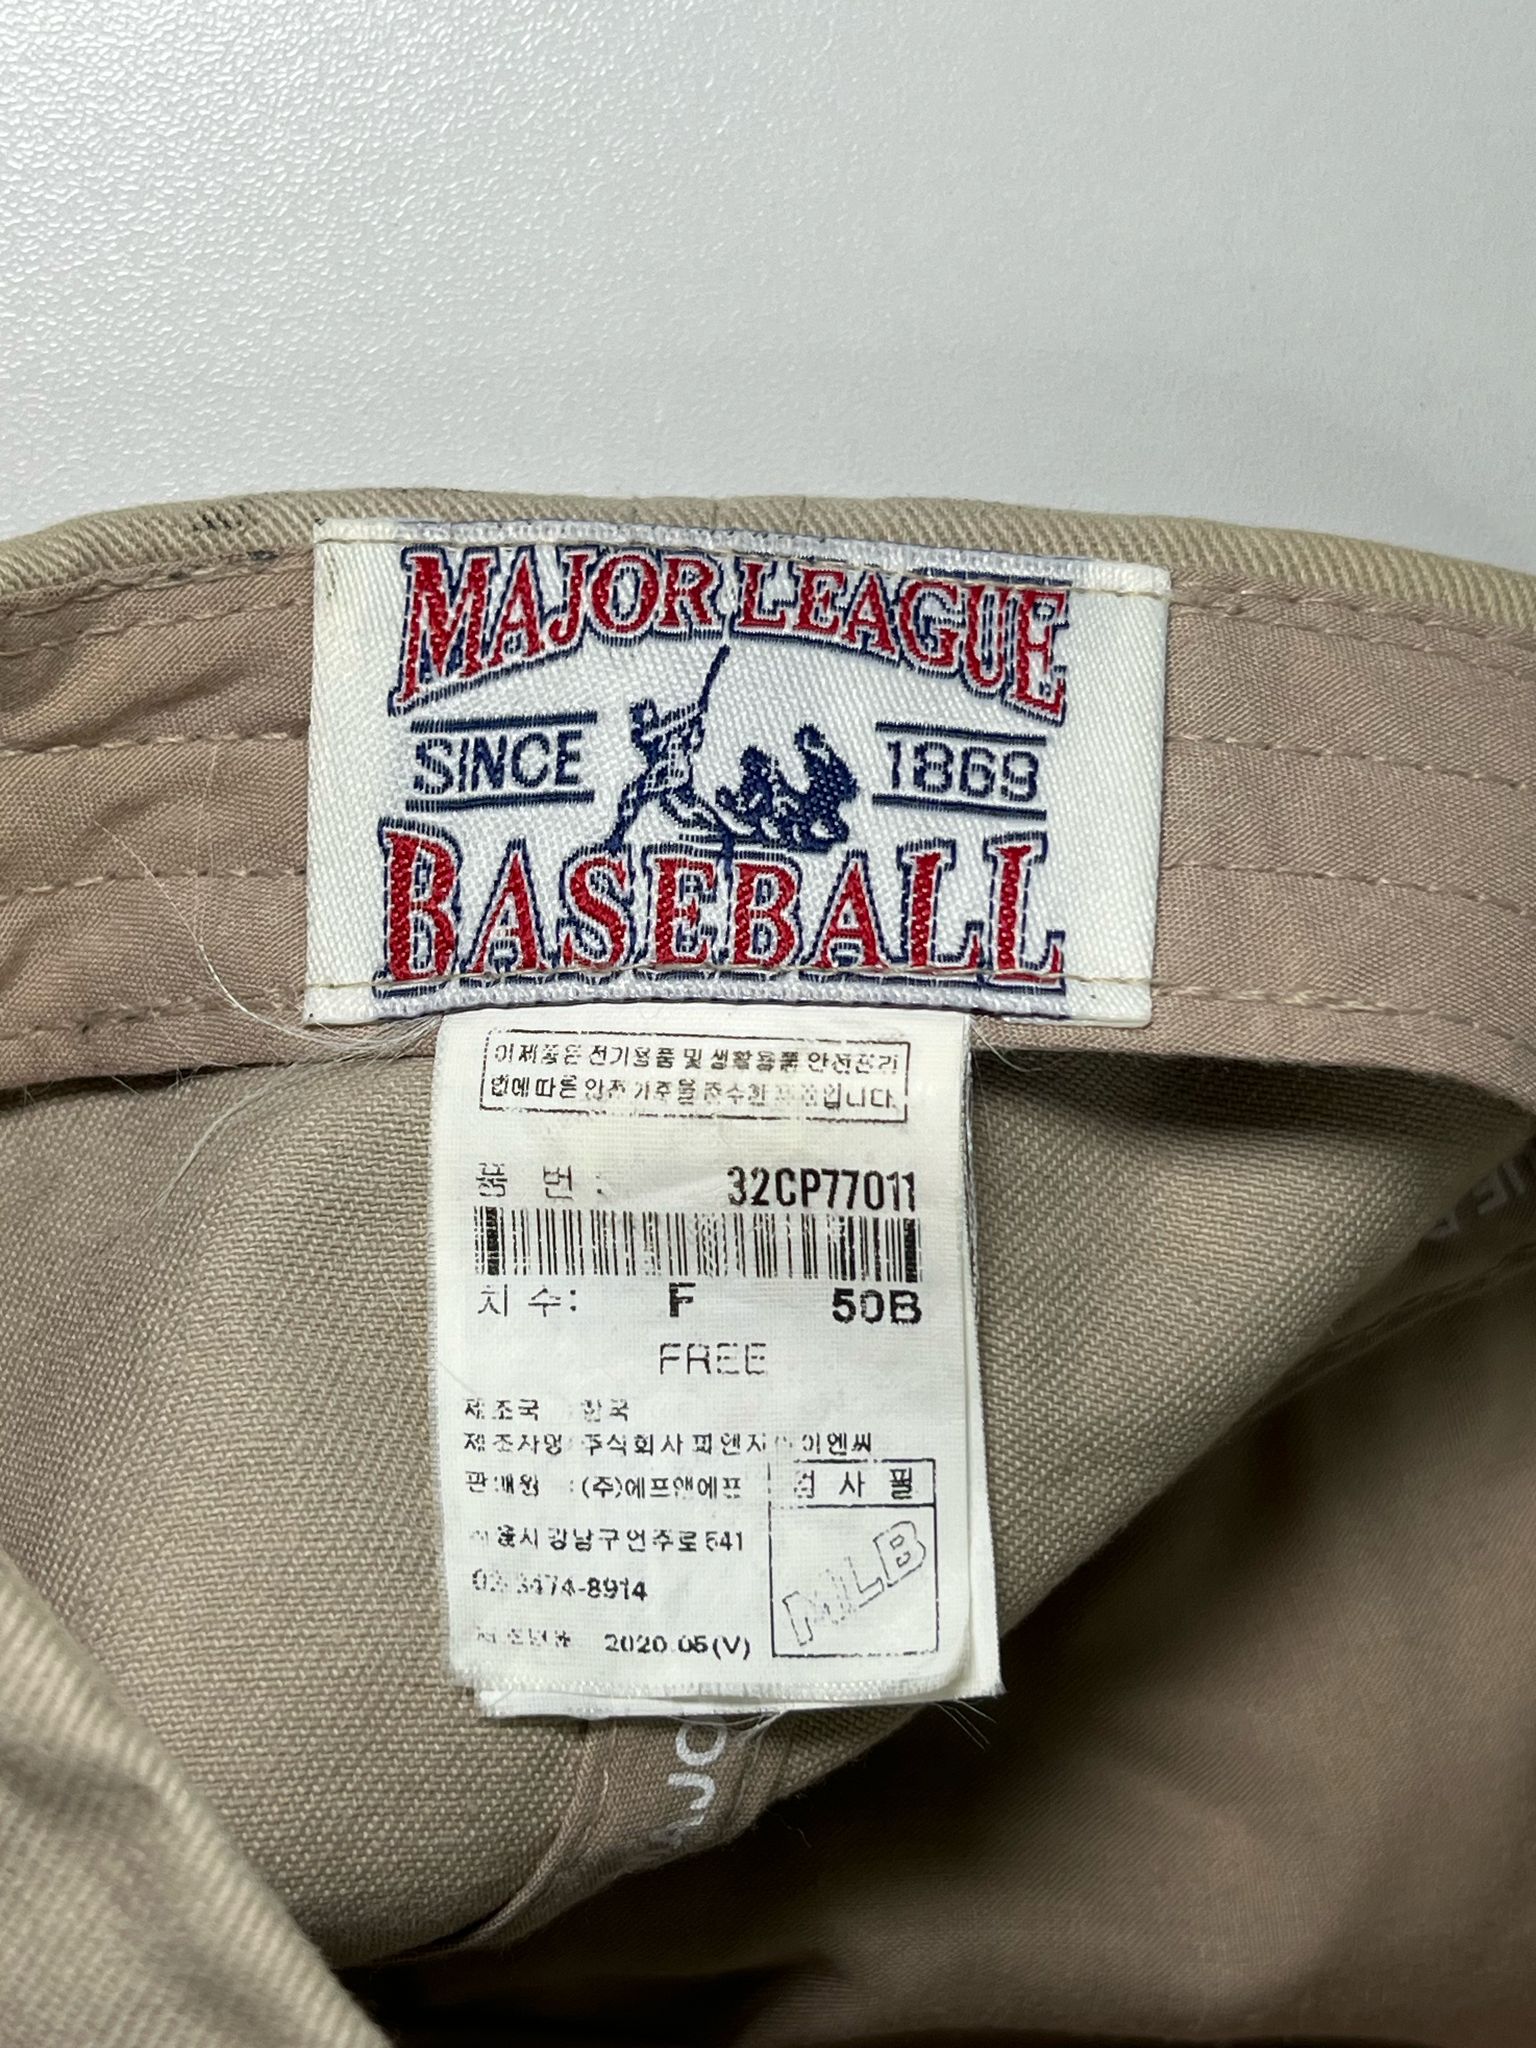 MAJOR LEAGUE
SINCE 1869
BASEBALL
이 제품은 전기용품 및 생활용품 안전관리
법에 따른 안전기준을 준수한 제품입니다.
품 번 : 32CP77011
치 수 : F 50B
FREE
제조국 : 한국
제조자명 : 주식회사 피엔지
판매원 : (주)에프앤에프
검 사 필
서울시 강남구 언주로 541
MLB
02-3474-8914
제조년월 2020.05(V)